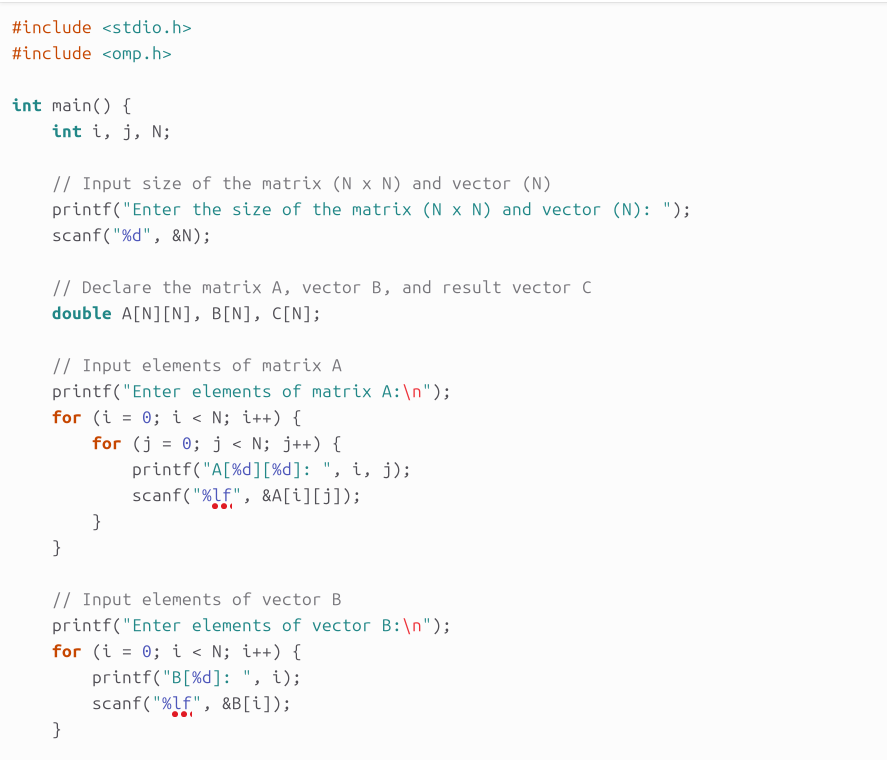 #include <stdio.h>
#include <omp.h>

int main() {
    int i, j, N;

    // Input size of the matrix (N x N) and vector (N)
    printf("Enter the size of the matrix (N x N) and vector (N): ");
    scanf("%d", &N);

    // Declare the matrix A, vector B, and result vector C
    double A[N][N], B[N], C[N];

    // Input elements of matrix A
    printf("Enter elements of matrix A:\n");
    for (i = 0; i < N; i++) {
        for (j = 0; j < N; j++) {
            printf("A[%d][%d]: ", i, j);
            scanf("%lf", &A[i][j]);
        }
    }

    // Input elements of vector B
    printf("Enter elements of vector B:\n");
    for (i = 0; i < N; i++) {
        printf("B[%d]: ", i);
        scanf("%lf", &B[i]);
    }